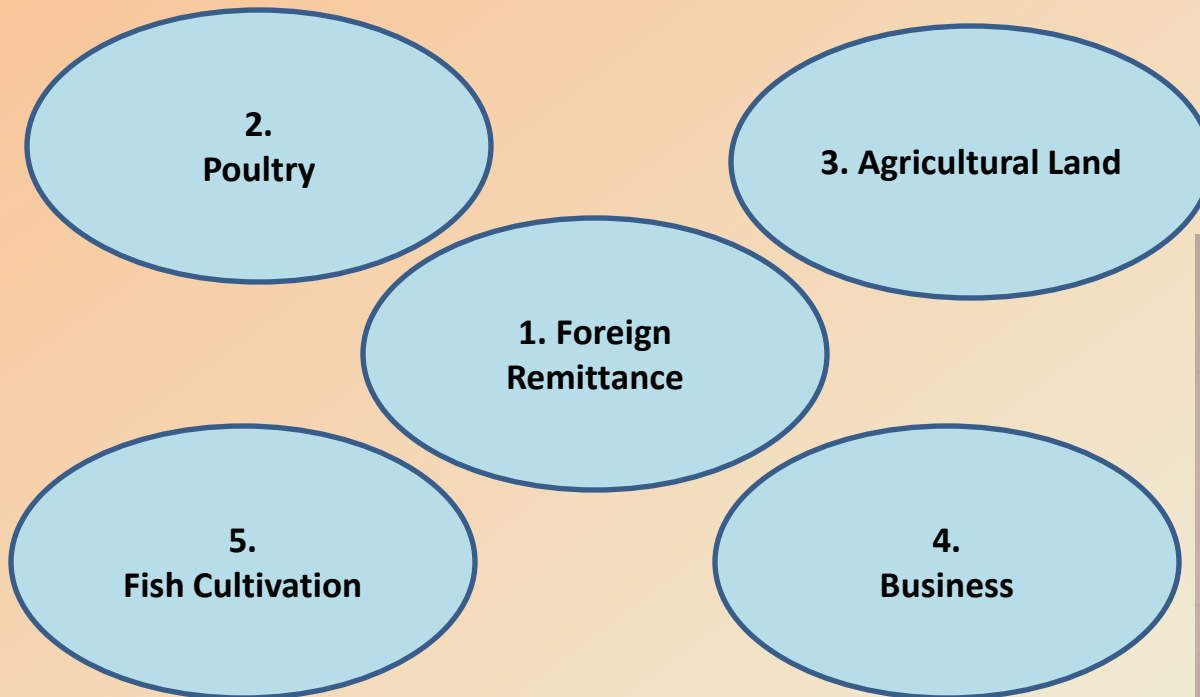 2.
Poultry
3. Agricultural Land
1. Foreign
Remittance
5.
Fish Cultivation
4.
Business